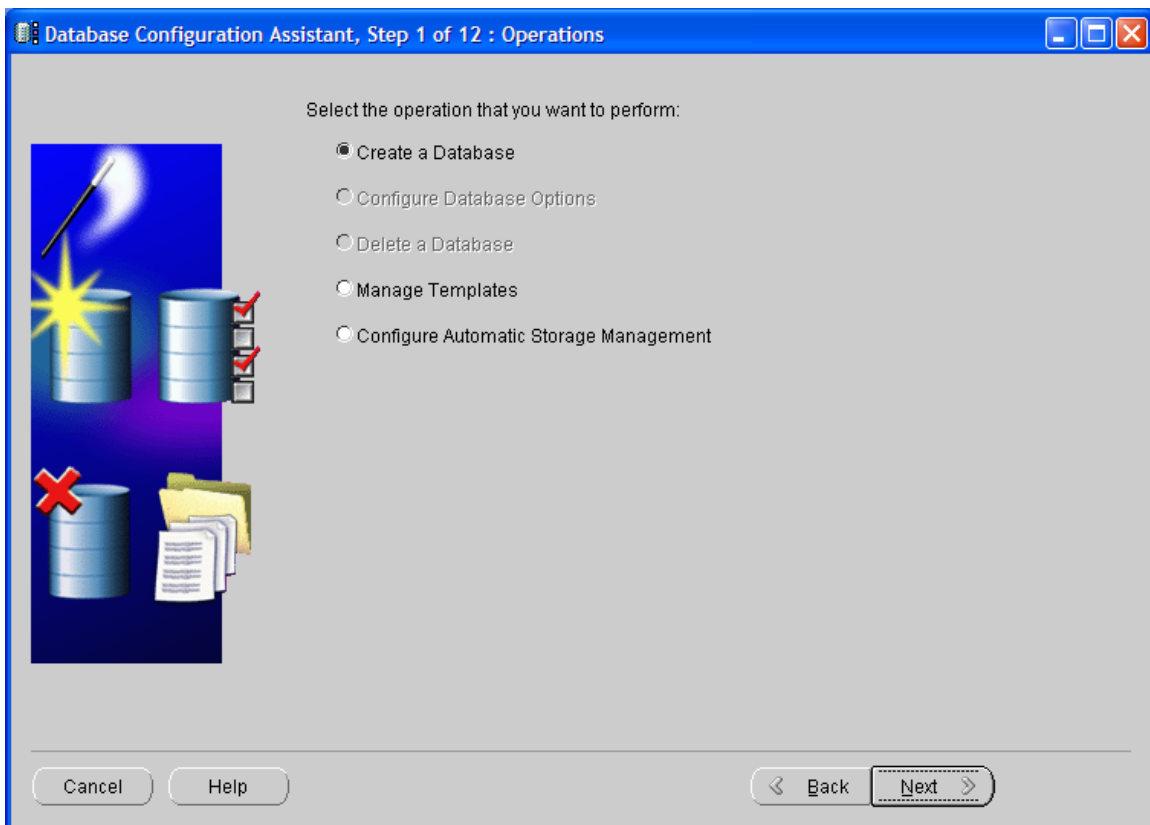 Database Configuration Assistant, Step 1 of 12 : Operations
Select the operation that you want to perform:
Create a Database
Configure Database Options
Delete a Database
Manage Templates
Configure Automatic Storage Management
Cancel
Help
Back
Next